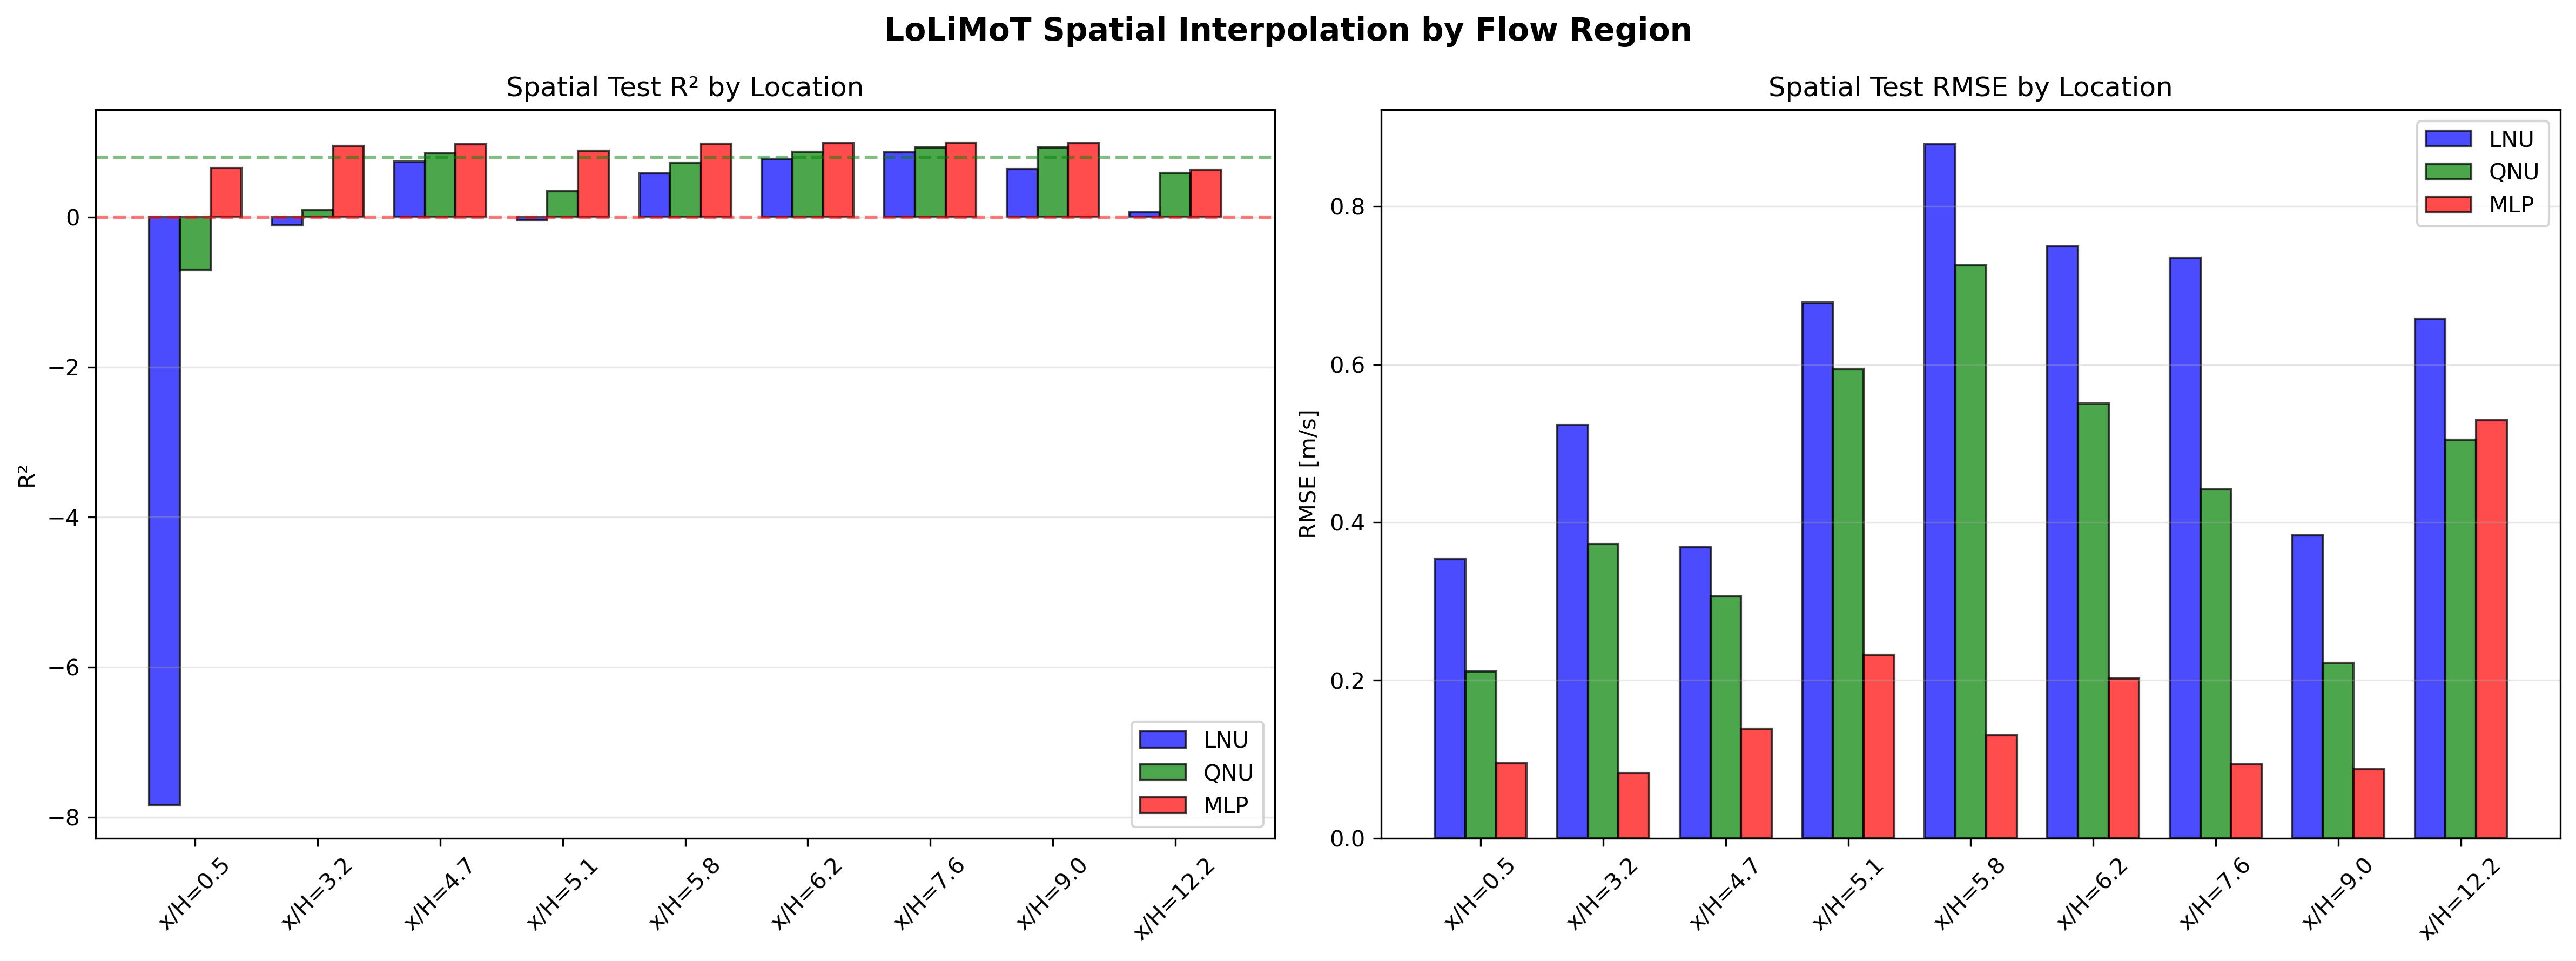 LoLiMoT Spatial Interpolation by Flow Region
Spatial Test R² by Location
R²
0
−2
−4
−6
−8
LNU
QNU
MLP
x/H=0.5
x/H=3.2
x/H=4.7
x/H=5.1
x/H=5.8
x/H=6.2
x/H=7.6
x/H=9.0
x/H=12.2
Spatial Test RMSE by Location
RMSE [m/s]
0.8
0.6
0.4
0.2
0.0
LNU
QNU
MLP
x/H=0.5
x/H=3.2
x/H=4.7
x/H=5.1
x/H=5.8
x/H=6.2
x/H=7.6
x/H=9.0
x/H=12.2